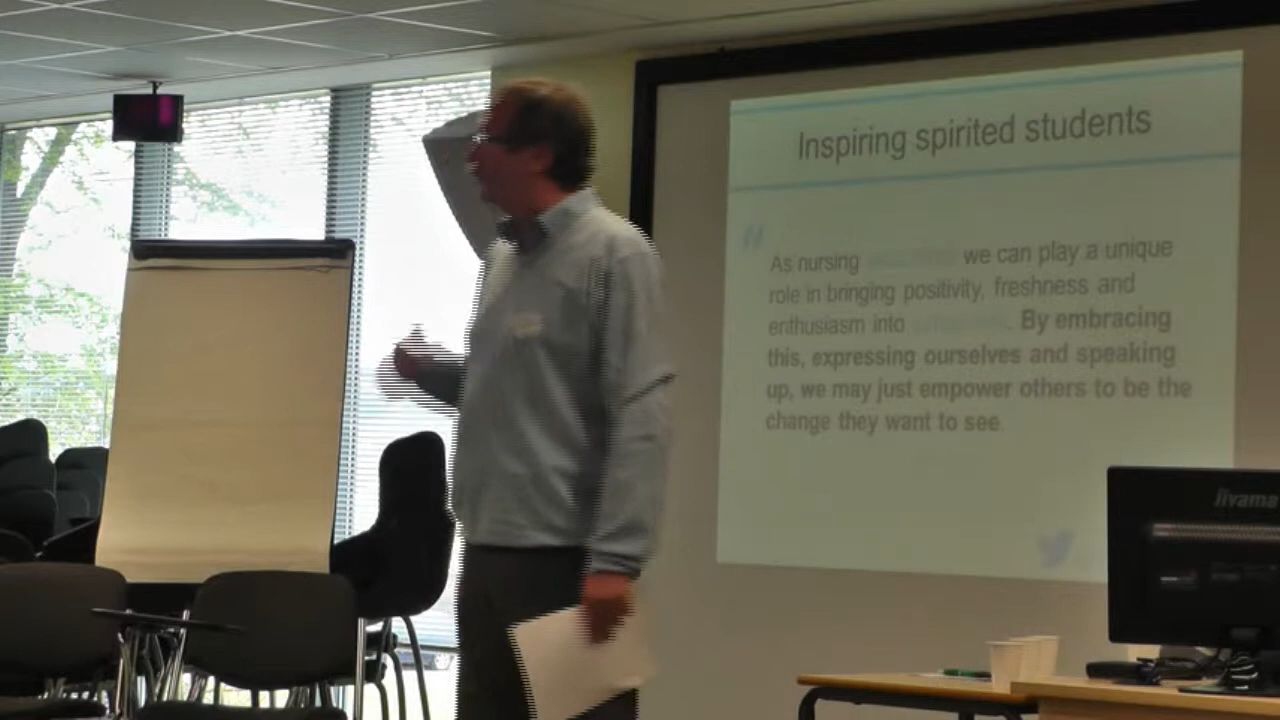 Inspiring spirited students
As nursing we can play a unique
role in bringing positivity, freshness and
enthusiasm into . By embracing
this, expressing ourselves and speaking
up, we may just empower others to be the
change they want to see.
iiyama